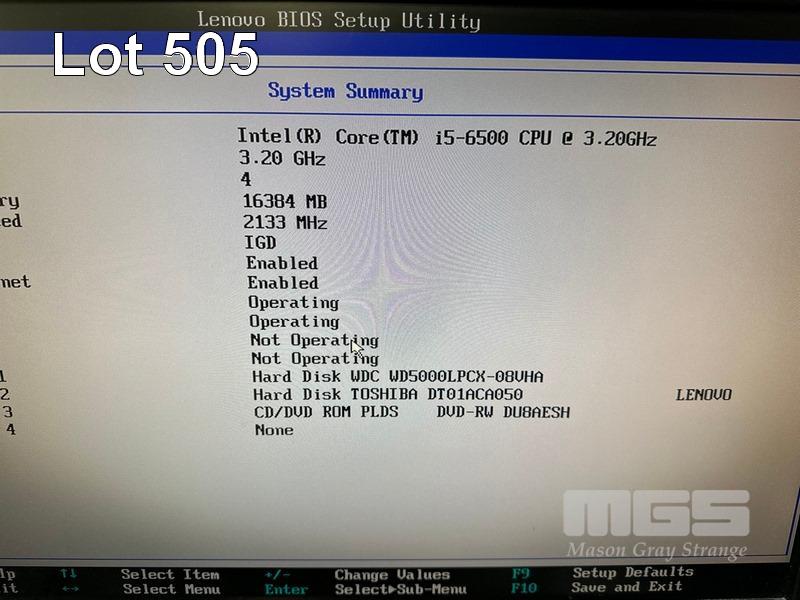 Lenovo BIOS Setup Utility
Lot 505
System Summary
Intel(R) Core(TM) i5-6500 CPU @ 3.20GHz
3.20 GHz
4
ry 16384 MB
ed 2133 MHz
IGD
Enabled
net Enabled
Operating
Operating
Not Operating
Not Operating
1 Hard Disk WDC WD5000LPCX-08VHA
2 Hard Disk TOSHIBA DT01ACA050 LENOVO
3 CD/DVD ROM PLDS DVD-RW DU8AESH
4 None
MGS
Mason Gray Strange
lp ↑↓ Select Item +/- Change Values F9 Setup Defaults
it ←→ Select Menu Enter Select▶Sub-Menu F10 Save and Exit